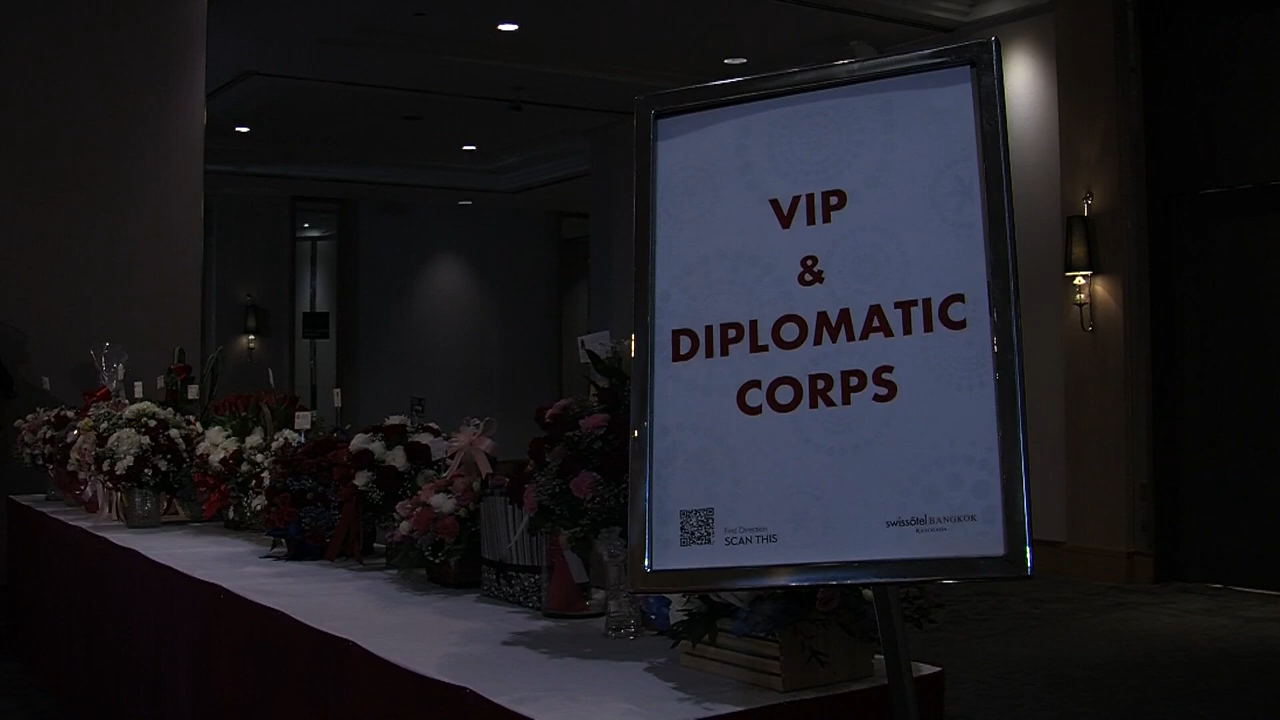 VIP
&
DIPLOMATIC
CORPS
Find Direction
SCAN THIS
swissôtel BANGKOK